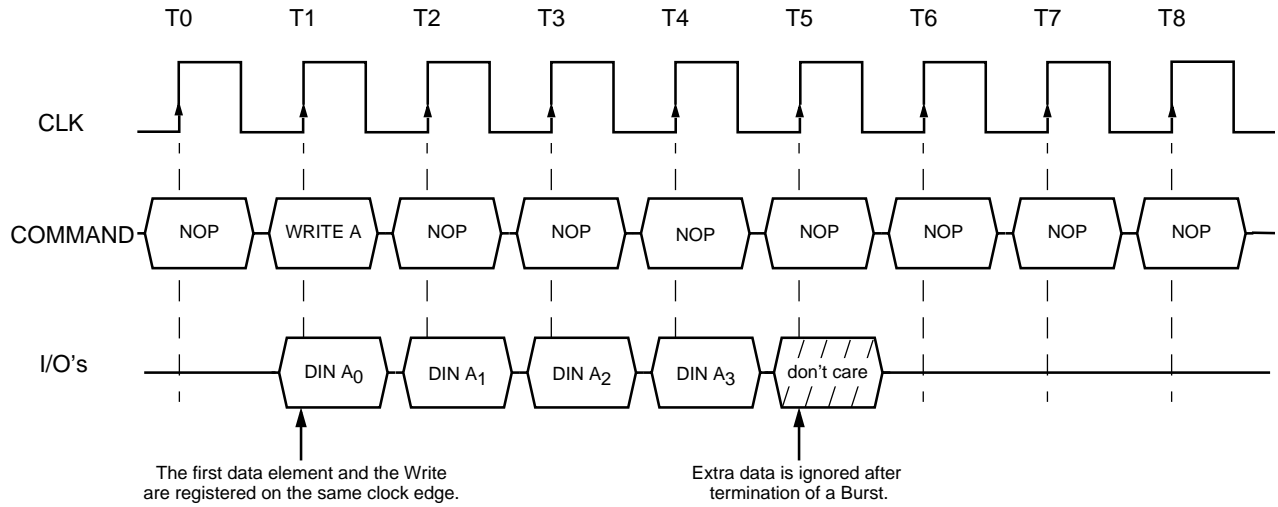 T0 T1 T2 T3 T4 T5 T6 T7 T8
CLK
COMMAND NOP WRITE A NOP NOP NOP NOP NOP NOP NOP
I/O's DIN A0 DIN A1 DIN A2 DIN A3 don't care
The first data element and the Write
are registered on the same clock edge.
Extra data is ignored after
termination of a Burst.